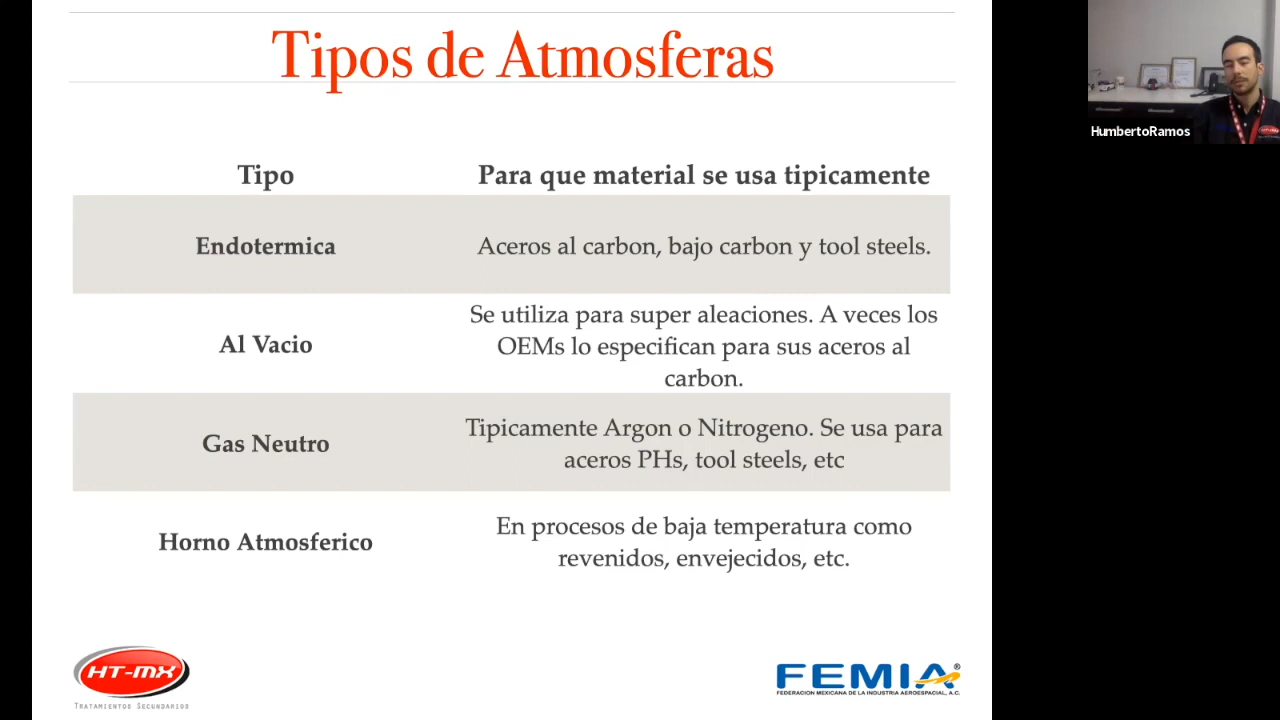 Tipos de Atmosferas
HumbertoRamos
Tipo
Para que material se usa tipicamente
Endotermica
Aceros al carbon, bajo carbon y tool steels.
Al Vacio
Se utiliza para super aleaciones. A veces los
OEMs lo especifican para sus aceros al
carbon.
Gas Neutro
Tipicamente Argon o Nitrogeno. Se usa para
aceros PHs, tool steels, etc
Horno Atmosferico
En procesos de baja temperatura como
revenidos, envejecidos, etc.
HT-MX
TRATAMIENTOS SECUNDARIOS
FEMIA®
FEDERACIÓN MEXICANA DE LA INDUSTRIA AEROESPACIAL, A.C.